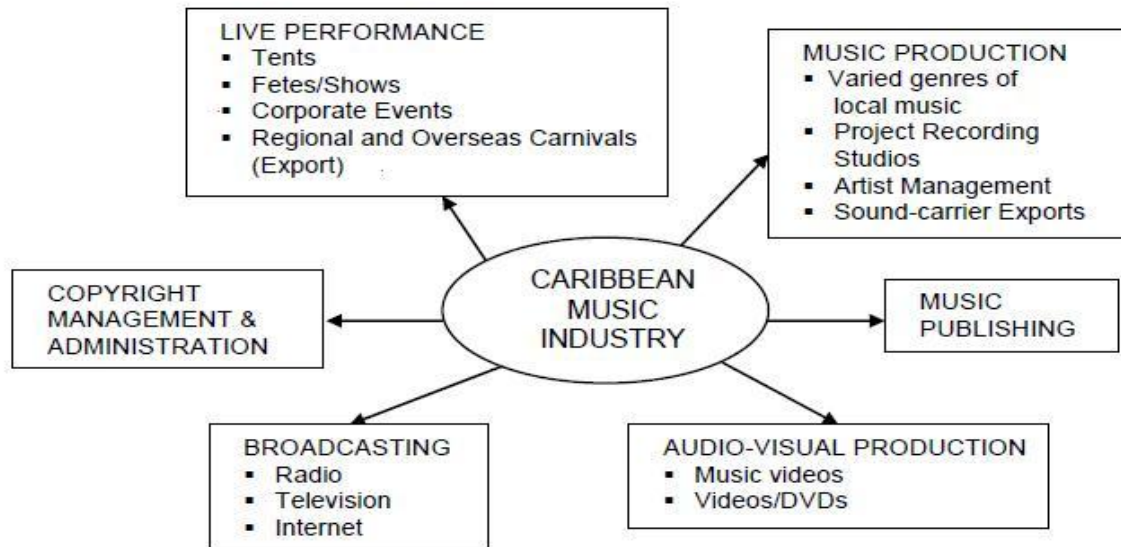 LIVE PERFORMANCE
▪ Tents
▪ Fetes/Shows
▪ Corporate Events
▪ Regional and Overseas Carnivals
(Export)
MUSIC PRODUCTION
▪ Varied genres of
local music
▪ Project Recording
Studios
▪ Artist Management
▪ Sound-carrier Exports
COPYRIGHT
MANAGEMENT &
ADMINISTRATION
CARIBBEAN
MUSIC
INDUSTRY
MUSIC
PUBLISHING
BROADCASTING
▪ Radio
▪ Television
▪ Internet
AUDIO-VISUAL PRODUCTION
▪ Music videos
▪ Videos/DVDs